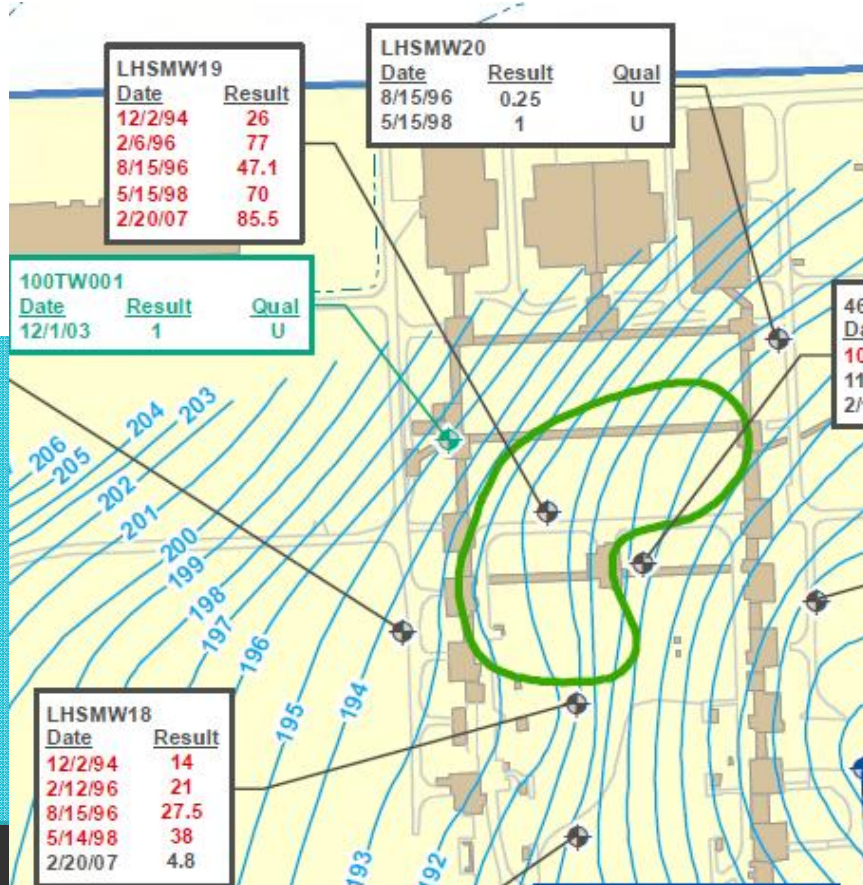 LHSMW19
Date Result
12/2/94 26
2/6/96 77
8/15/96 47.1
5/15/98 70
2/20/07 85.5
LHSMW20
Date Result Qual
8/15/96 0.25 U
5/15/98 1 U
100TW001
Date Result Qual
12/1/03 1 U
46
Da
10
11
2/
206
205
204
203
202
201
200
199
198
197
196
195
194
193
192
LHSMW18
Date Result
12/2/94 14
2/12/96 21
8/15/96 27.5
5/14/98 38
2/20/07 4.8